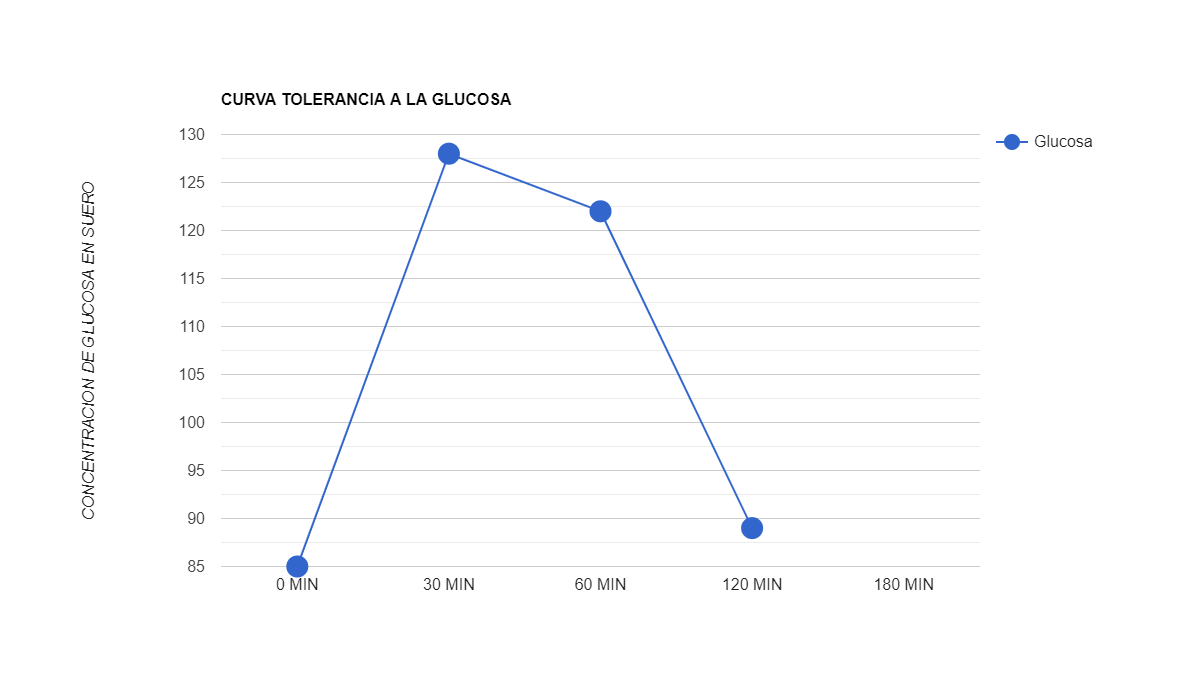 CURVA TOLERANCIA A LA GLUCOSA
130
125
120
115
110
105
100
95
90
85
CONCENTRACION DE GLUCOSA EN SUERO
0 MIN
30 MIN
60 MIN
120 MIN
180 MIN
Glucosa